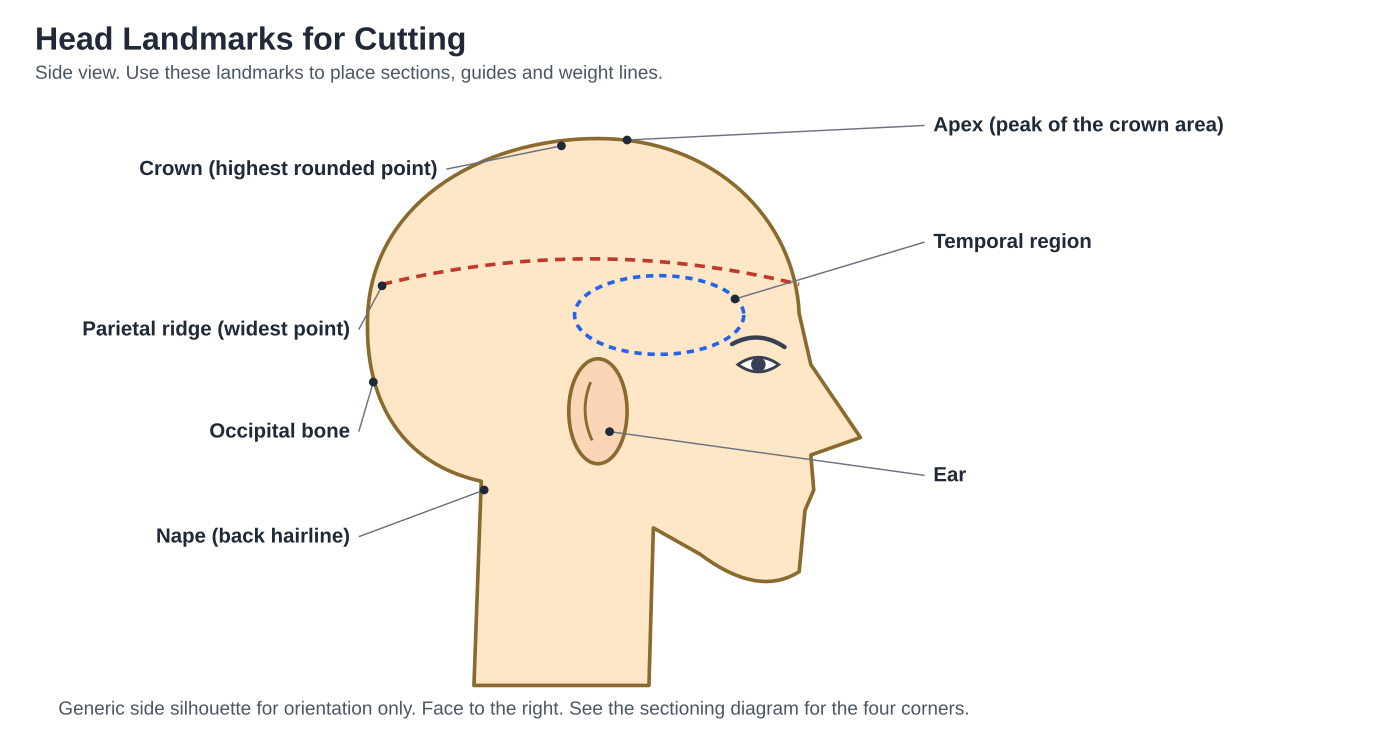 Head Landmarks for Cutting
Side view. Use these landmarks to place sections, guides and weight lines.
Apex (peak of the crown area)
Crown (highest rounded point)
Temporal region
Parietal ridge (widest point)
Occipital bone
Ear
Nape (back hairline)
Generic side silhouette for orientation only. Face to the right. See the sectioning diagram for the four corners.